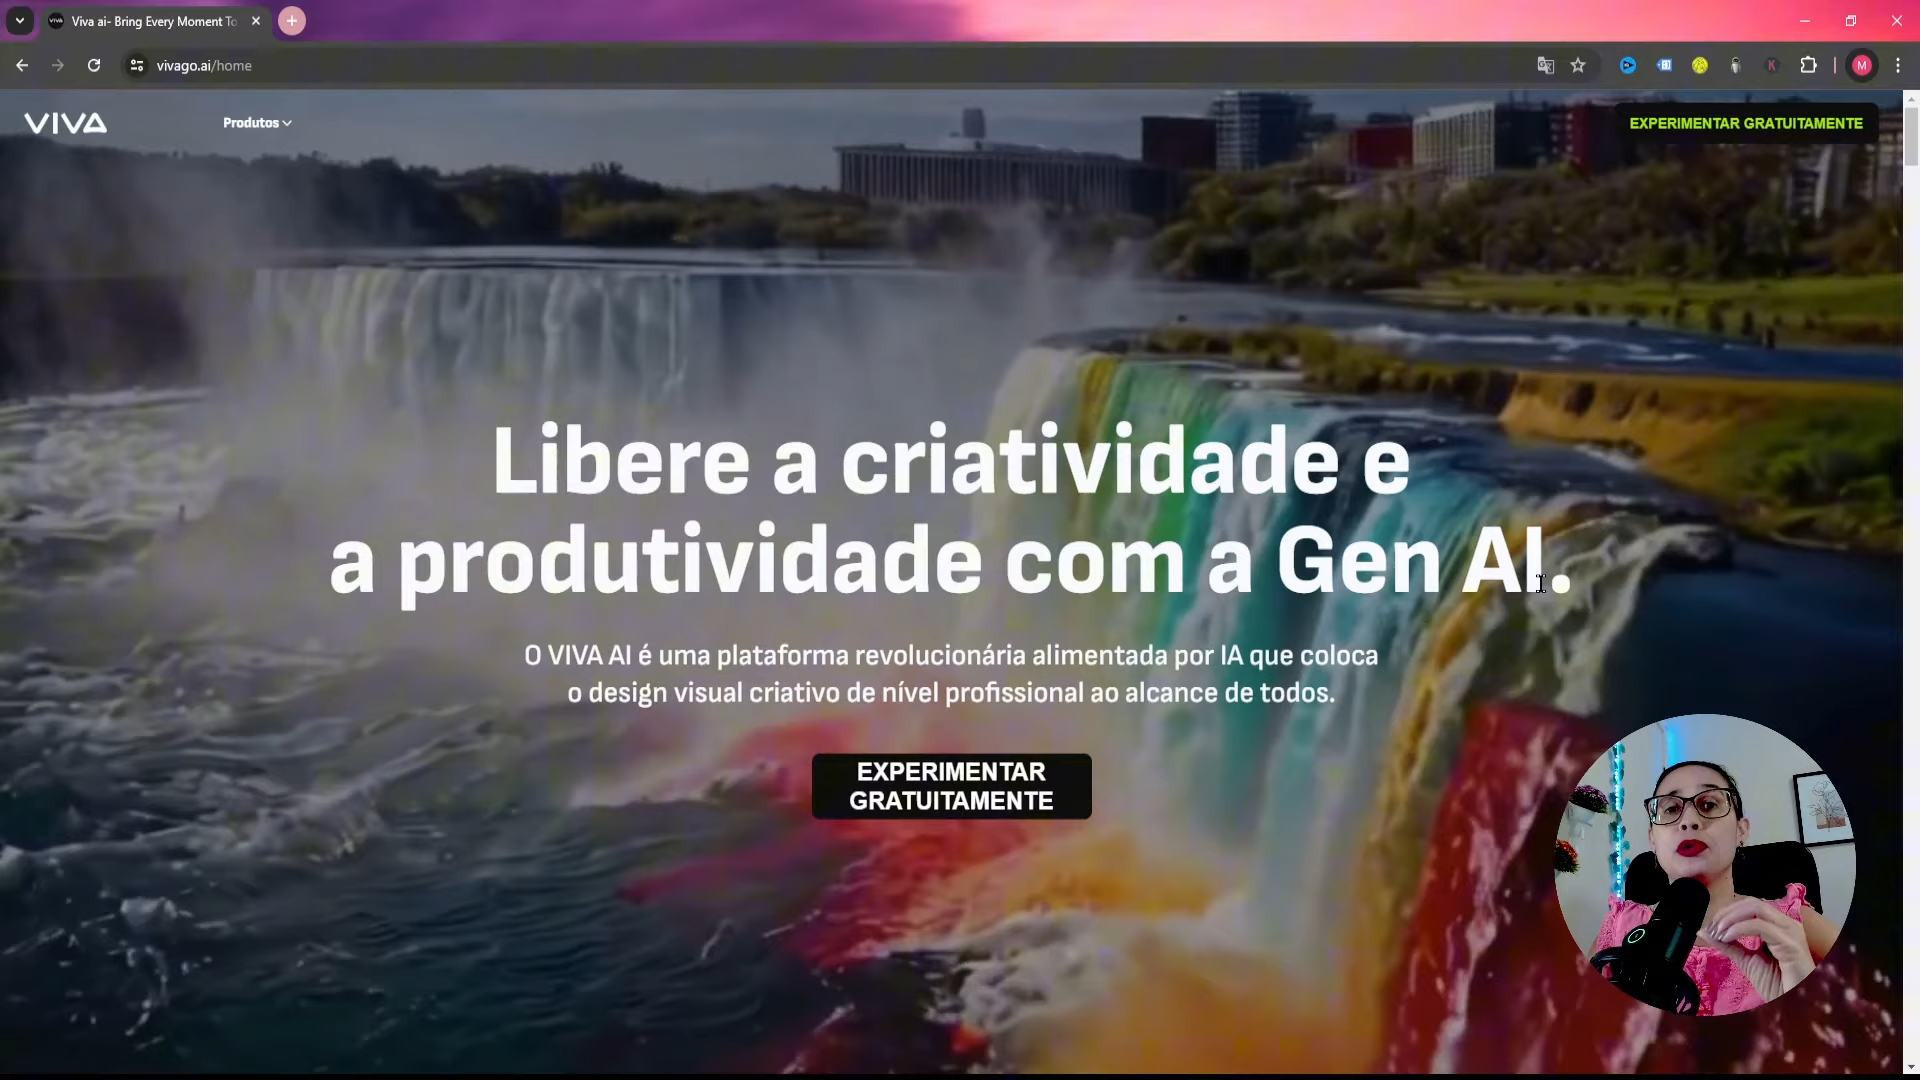 Viva ai- Bring Every Moment To
vivago.ai/home
VIVA
Produtos
EXPERIMENTAR GRATUITAMENTE
Libere a criatividade e
a produtividade com a Gen AI.
O VIVA AI é uma plataforma revolucionária alimentada por IA que coloca
o design visual criativo de nível profissional ao alcance de todos.
EXPERIMENTAR
GRATUITAMENTE
M
K